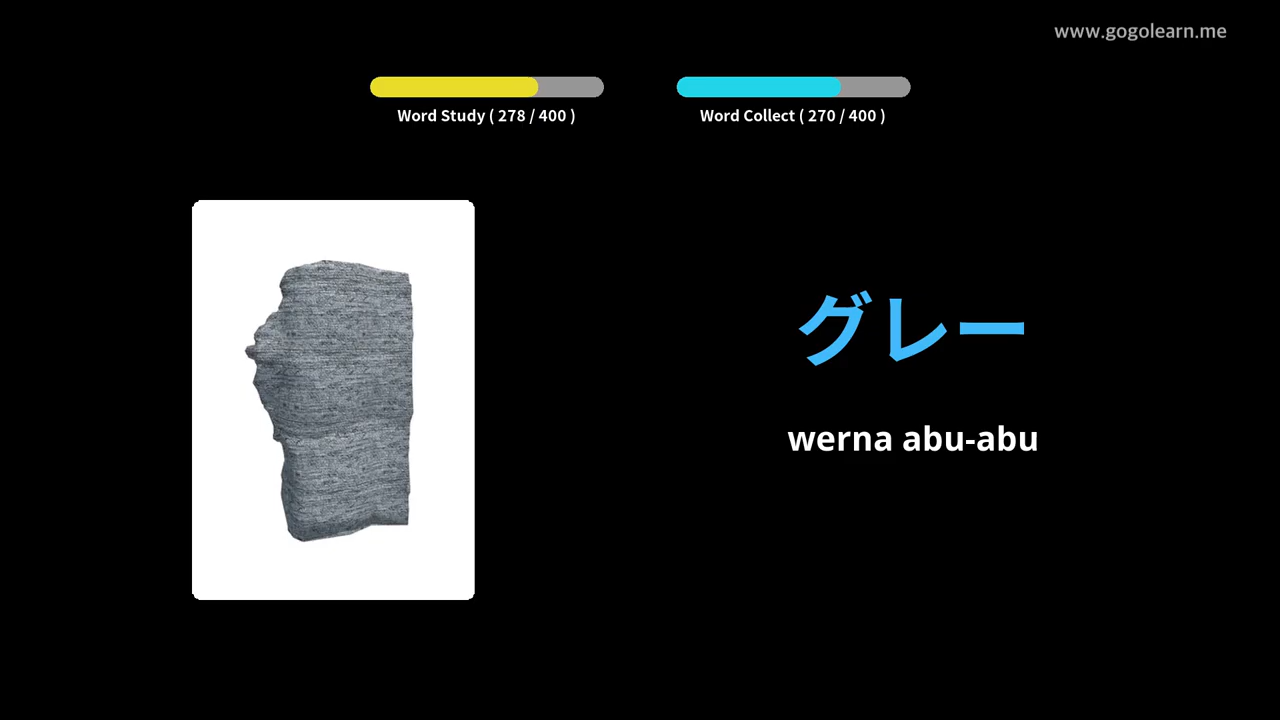 www.gogolearn.me
Word Study ( 278 / 400 )
Word Collect ( 270 / 400 )
グレー
werna abu-abu